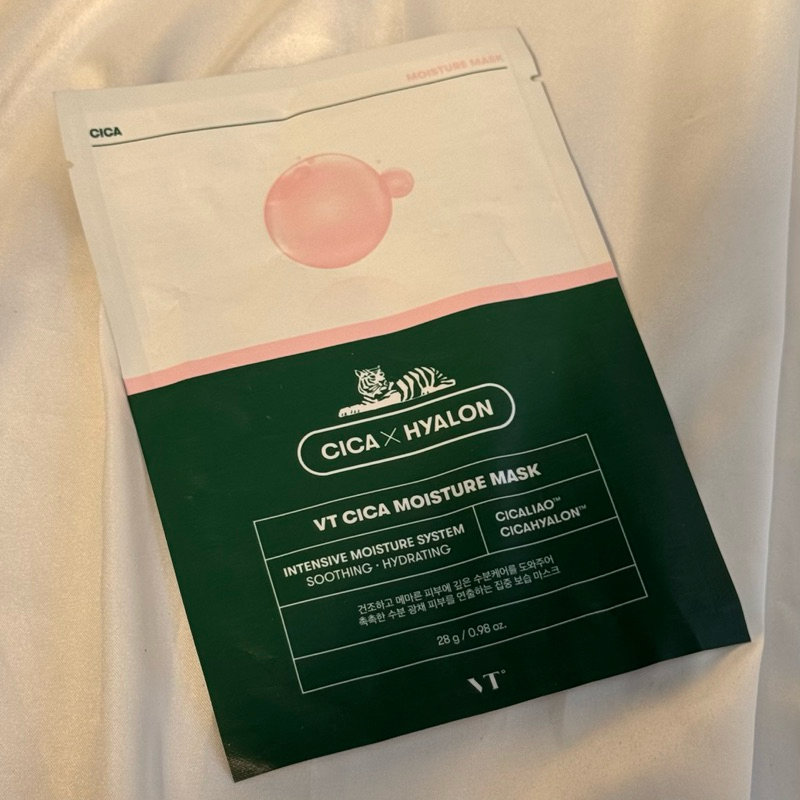 MOISTURE MASK
CICA
CICA × HYALON
VT CICA MOISTURE MASK
INTENSIVE MOISTURE SYSTEM
SOOTHING · HYDRATING
CICALIAO™
CICAHYALON™
건조하고 메마른 피부에 깊은 수분케어를 도와주어
촉촉한 수분 광채 피부를 연출하는 집중 보습 마스크
28 g / 0.98 oz.
VT